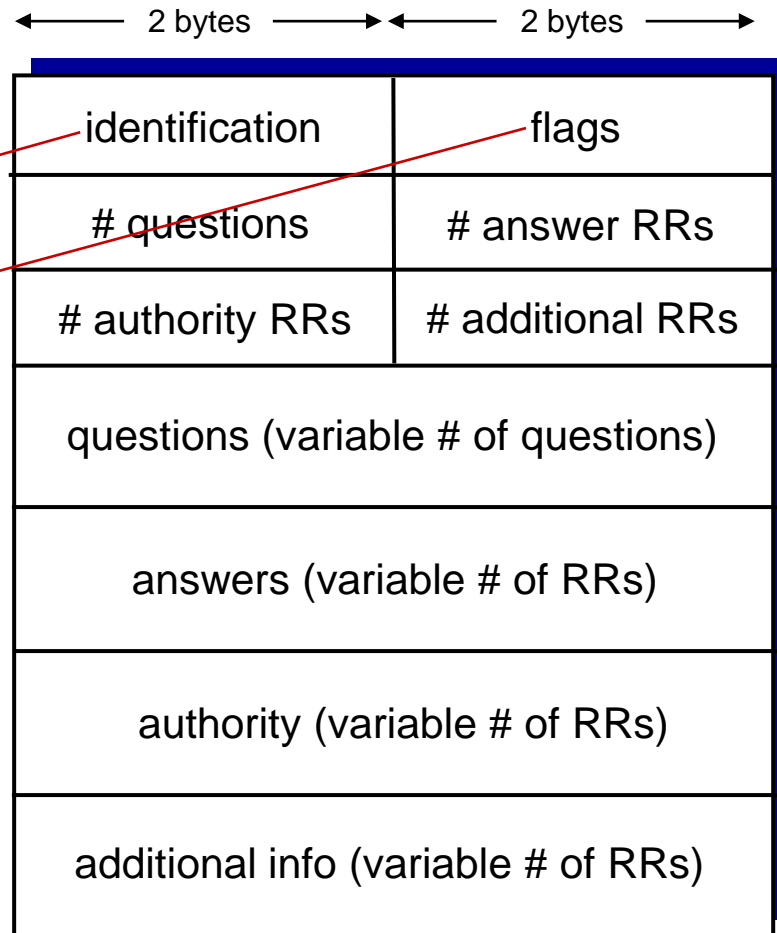 2 bytes 2 bytes
identification flags
# questions # answer RRs
# authority RRs # additional RRs
questions (variable # of questions)
answers (variable # of RRs)
authority (variable # of RRs)
additional info (variable # of RRs)